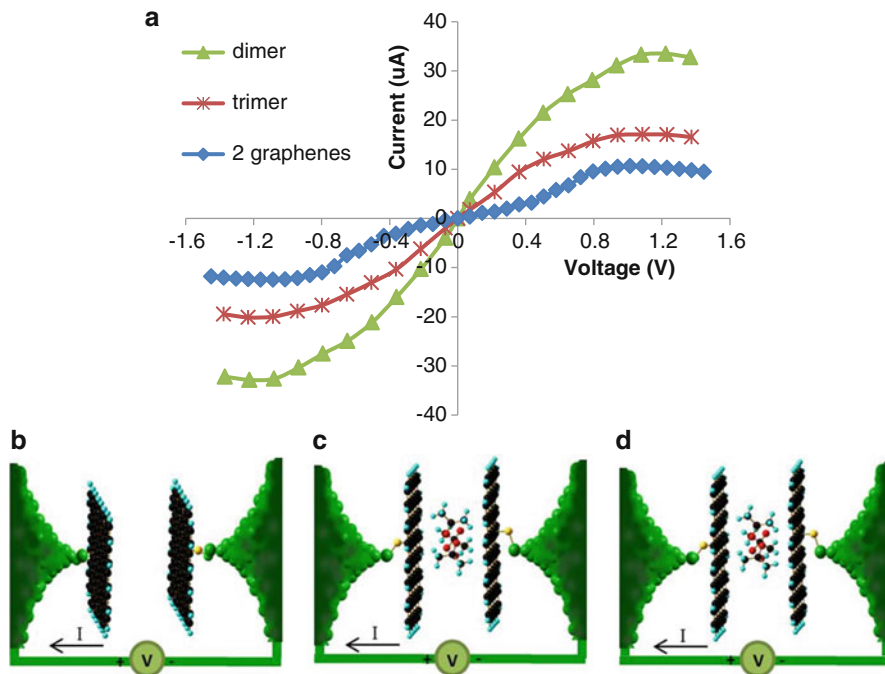 a
dimer
trimer
2 graphenes
Current (uA)
40
30
20
10
0
-10
-20
-30
-40
-1.6
-1.2
-0.8
-0.4
0
0.4
0.8
1.2
1.6
Voltage (V)
b
c
d
I
+ V -
I
+ V -
I
+ V -